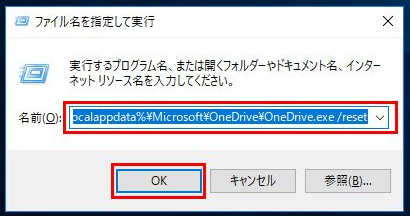 ファイル名を指定して実行
実行するプログラム名、または開くフォルダーやドキュメント名、インター
ネット リソース名を入力してください。
名前(O):
ocalappdata%¥Microsoft¥OneDrive¥OneDrive.exe /reset
OK
キャンセル
参照(B)...